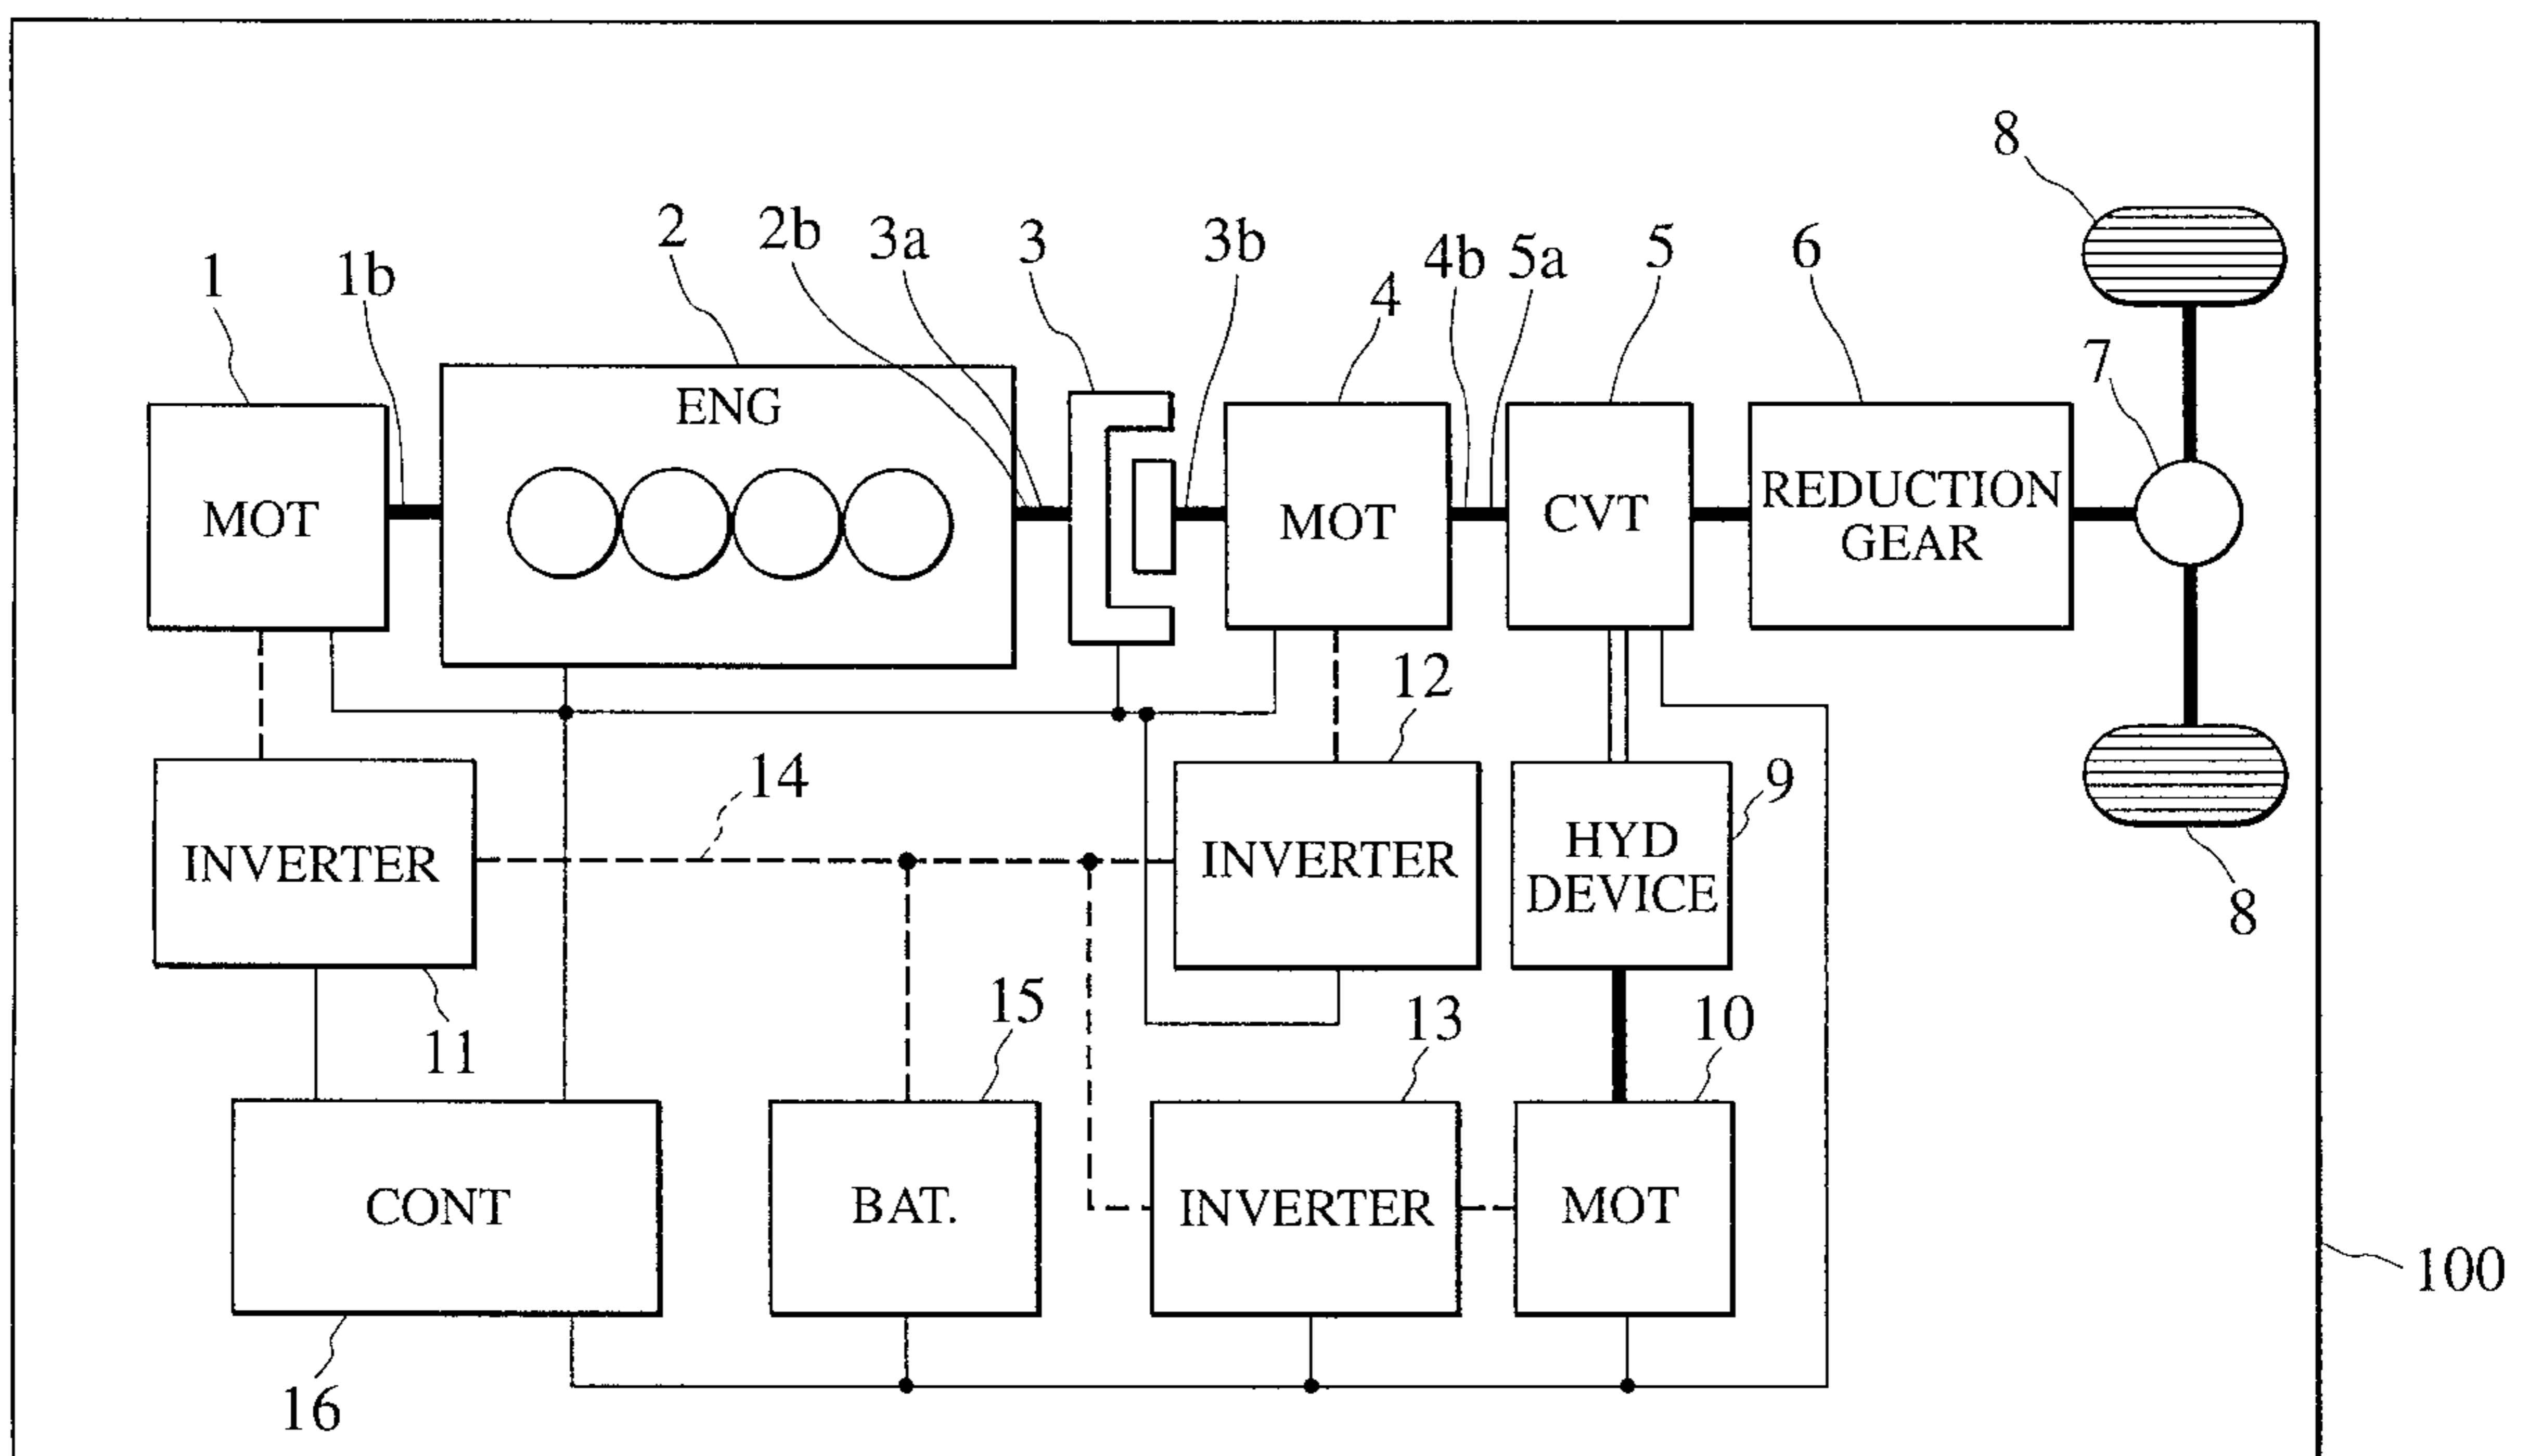 8
2
2b
3a
3
3b
4b
5a
5
6
1
1b
4
7
ENG
MOT
MOT
CVT
REDUCTION
GEAR
12
14
9
INVERTER
INVERTER
HYD
DEVICE
8
11
15
13
10
CONT
BAT.
INVERTER
MOT
100
16